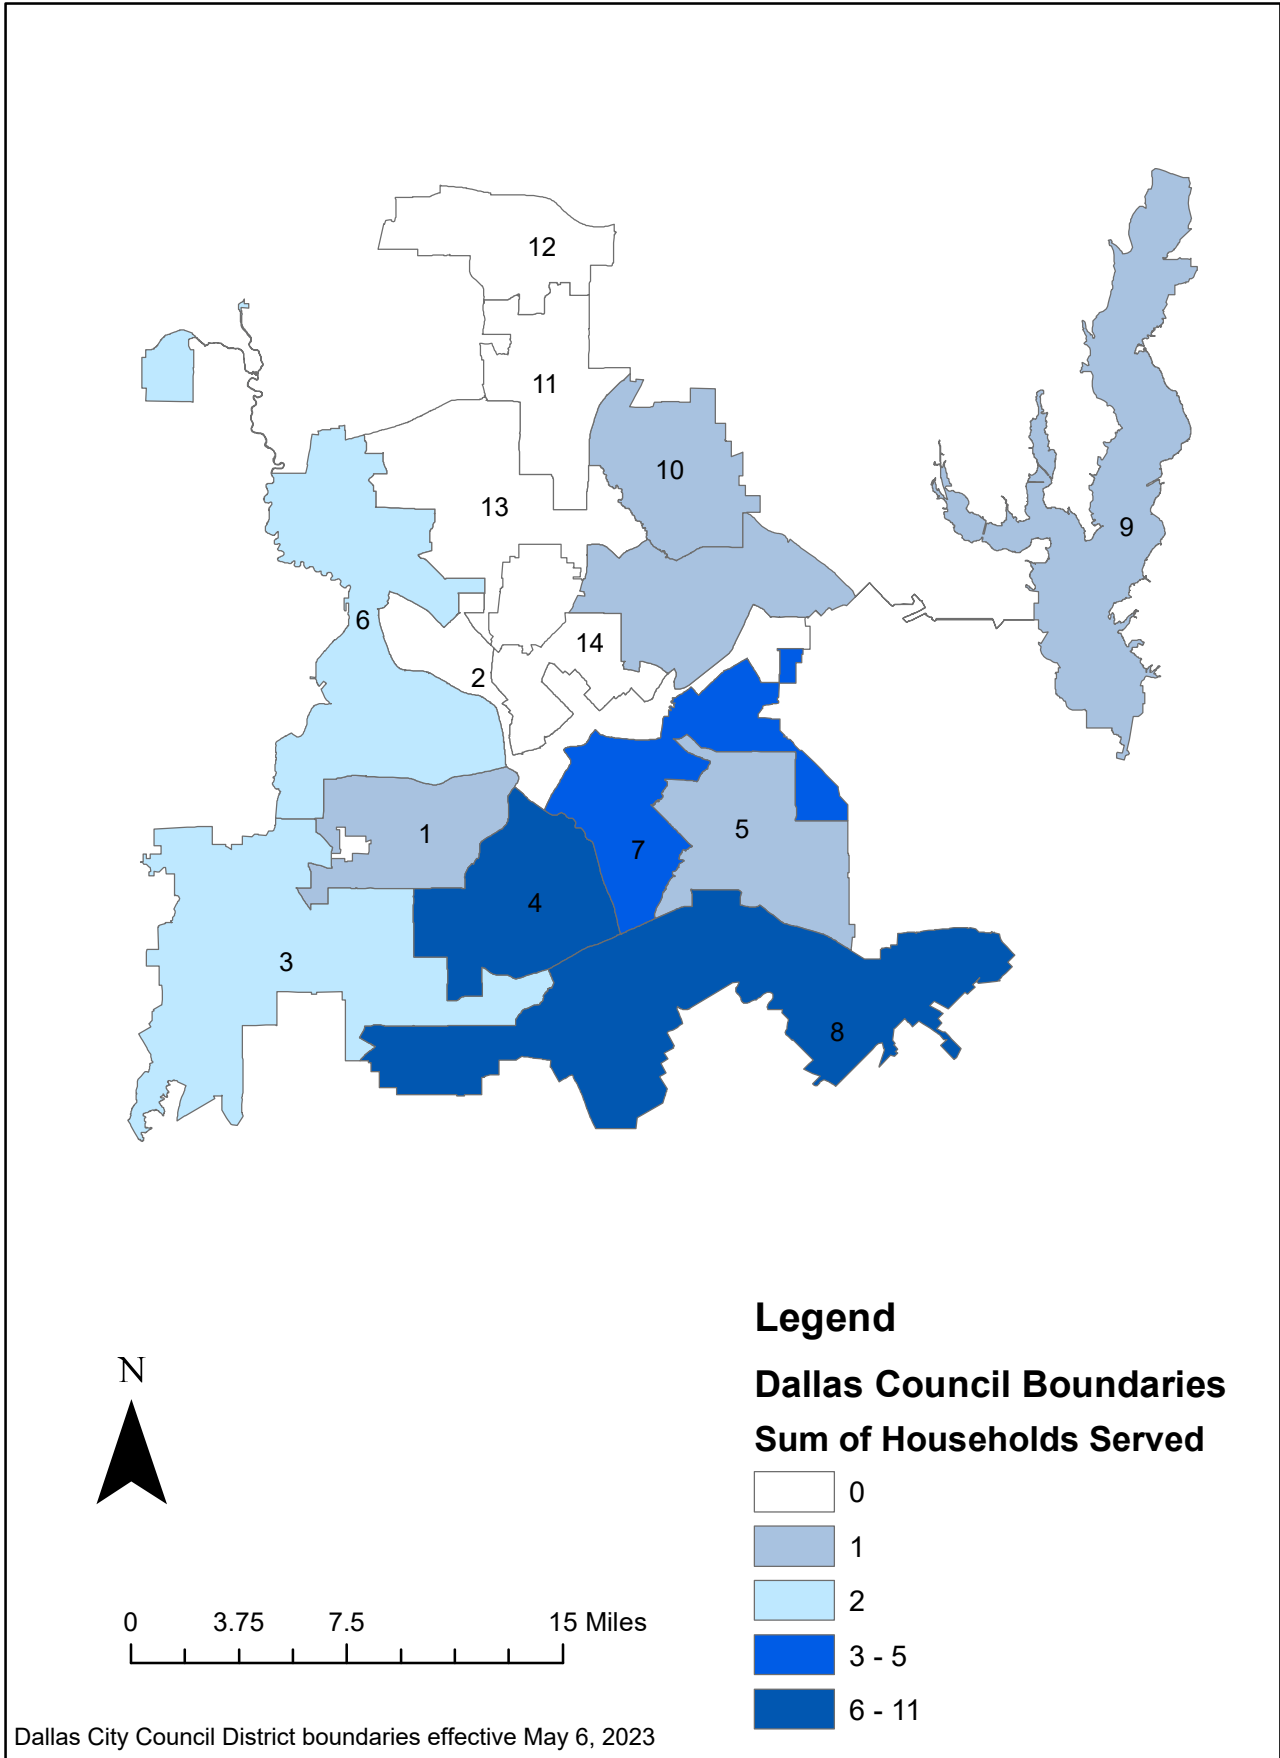 12
11
10
13
9
6
14
2
1
5
7
4
3
8
Legend
Dallas Council Boundaries
Sum of Households Served
0
1
2
3 - 5
6 - 11
N
0 3.75 7.5 15 Miles
Dallas City Council District boundaries effective May 6, 2023